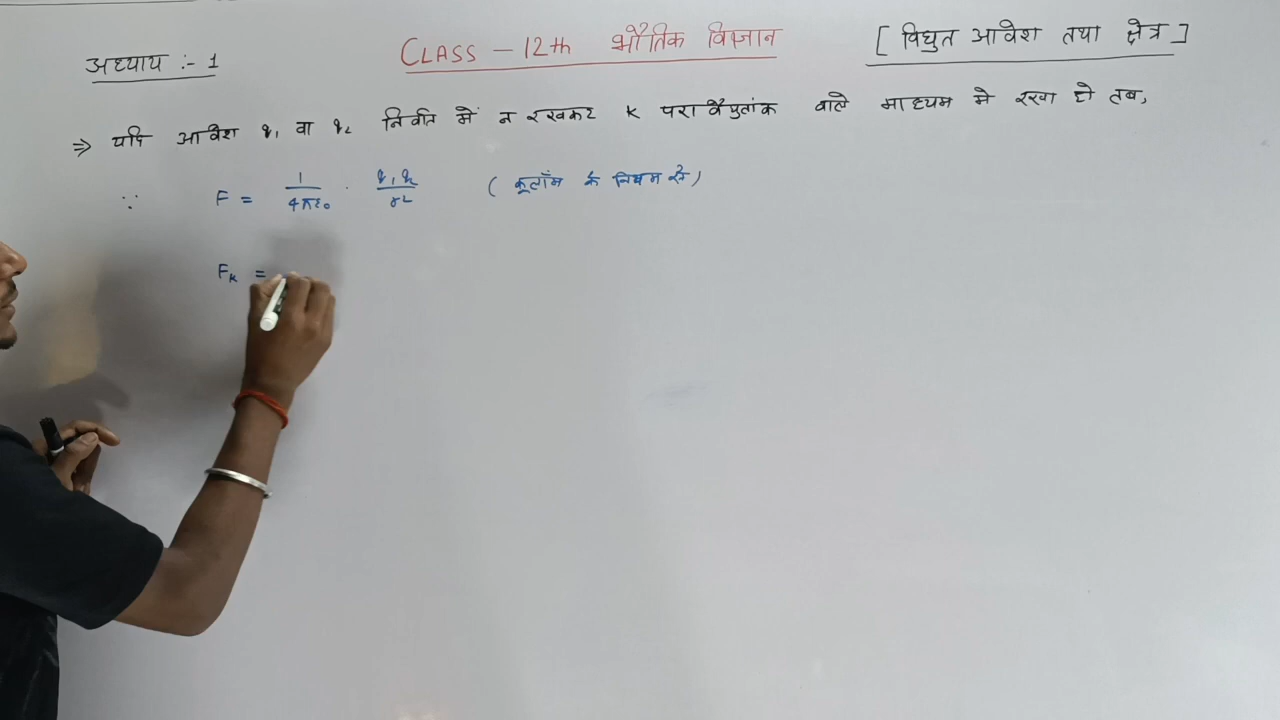 अध्याय :- 1 CLASS – 12th भौतिक विज्ञान [ विद्युत आवेश तथा क्षेत्र ]
⇒ यदि आवेश q₁ वा q₂ निर्वात में न रखकर K परावैद्युतांक वाले माध्यम मे रखा हो तब,
∵ F = 1/4πε₀ · q₁q₂/r² ( कूलॉम के नियम से )
Fₖ =